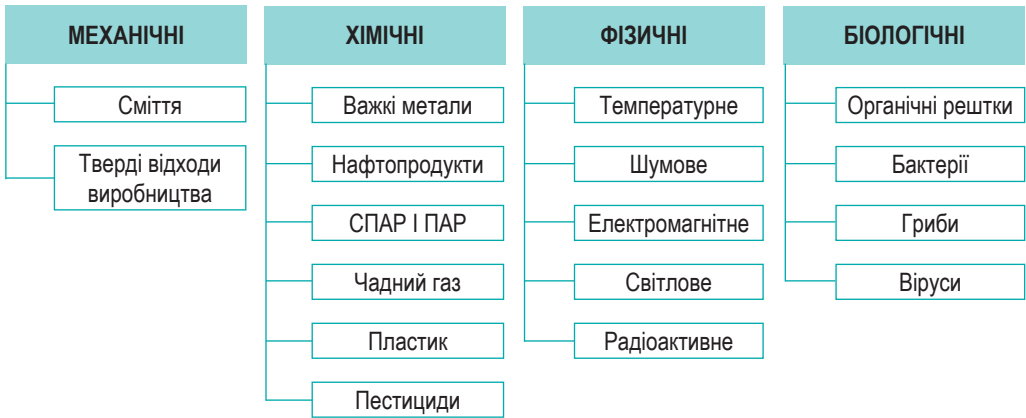 МЕХАНІЧНІ
Сміття
Тверді відходи
виробництва
ХІМІЧНІ
Важкі метали
Нафтопродукти
СПАР І ПАР
Чадний газ
Пластик
Пестициди
ФІЗИЧНІ
Температурне
Шумове
Електромагнітне
Світлове
Радіоактивне
БІОЛОГІЧНІ
Органічні рештки
Бактерії
Гриби
Віруси